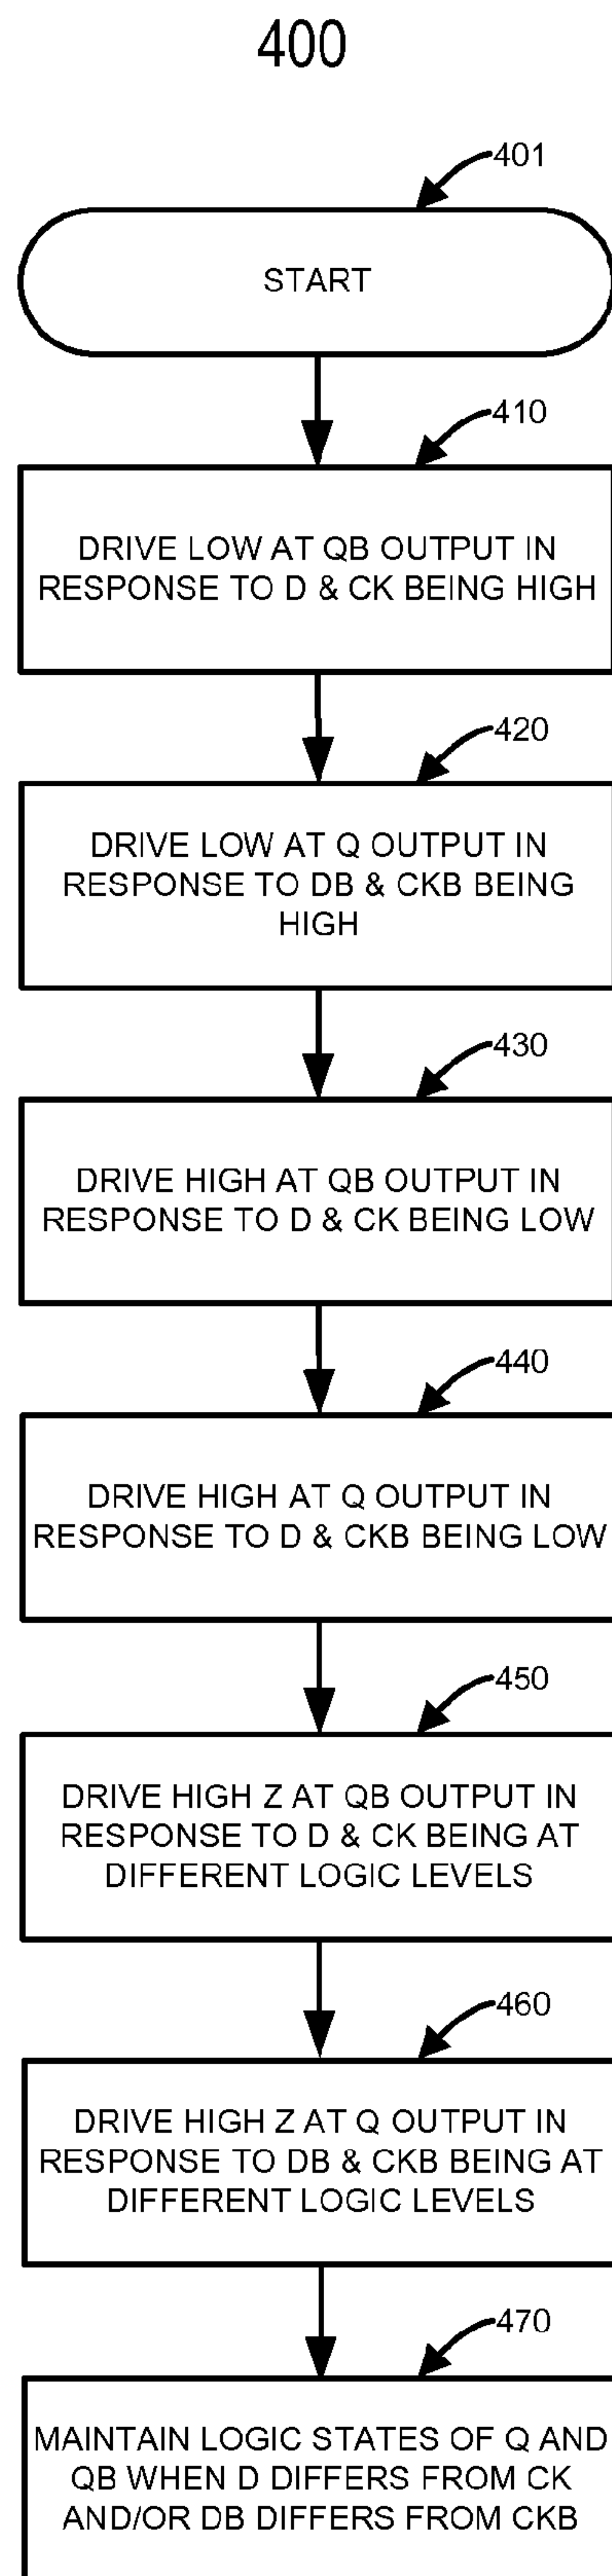 400
401
START
410
DRIVE LOW AT QB OUTPUT IN
RESPONSE TO D & CK BEING HIGH
420
DRIVE LOW AT Q OUTPUT IN
RESPONSE TO DB & CKB BEING
HIGH
430
DRIVE HIGH AT QB OUTPUT IN
RESPONSE TO D & CK BEING LOW
440
DRIVE HIGH AT Q OUTPUT IN
RESPONSE TO D & CKB BEING LOW
450
DRIVE HIGH Z AT QB OUTPUT IN
RESPONSE TO D & CK BEING AT
DIFFERENT LOGIC LEVELS
460
DRIVE HIGH Z AT Q OUTPUT IN
RESPONSE TO DB & CKB BEING AT
DIFFERENT LOGIC LEVELS
470
MAINTAIN LOGIC STATES OF Q AND
QB WHEN D DIFFERS FROM CK
AND/OR DB DIFFERS FROM CKB